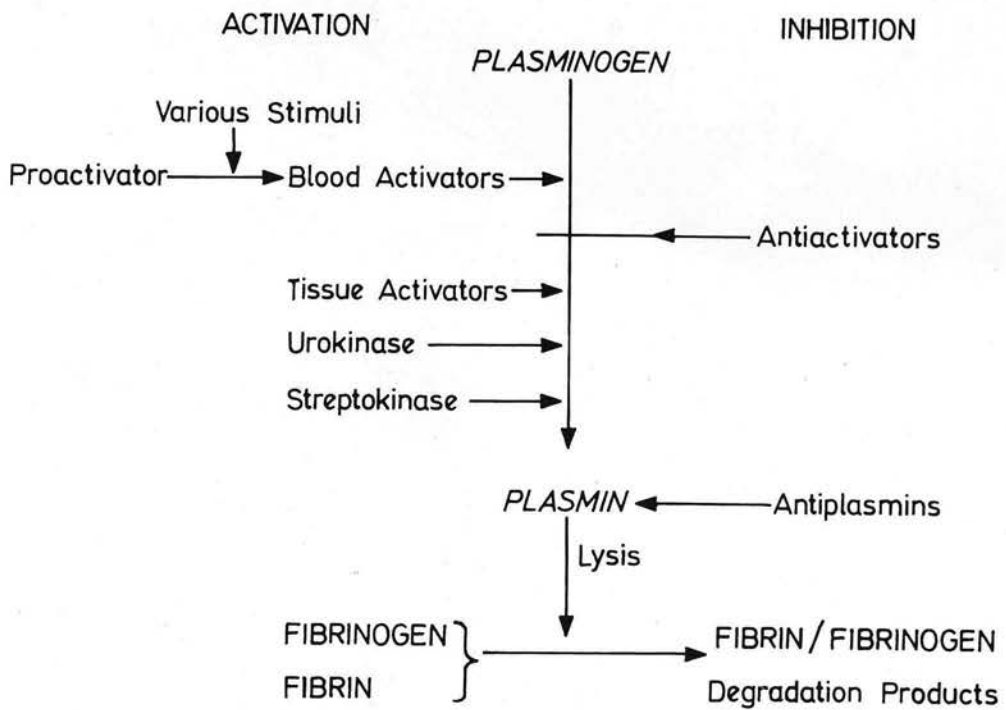 ACTIVATION
INHIBITION
PLASMINOGEN
Various Stimuli
Proactivator
Blood Activators
Antiactivators
Tissue Activators
Urokinase
Streptokinase
PLASMIN
Antiplasmins
Lysis
FIBRINOGEN
FIBRIN
FIBRIN/FIBRINOGEN
Degradation Products